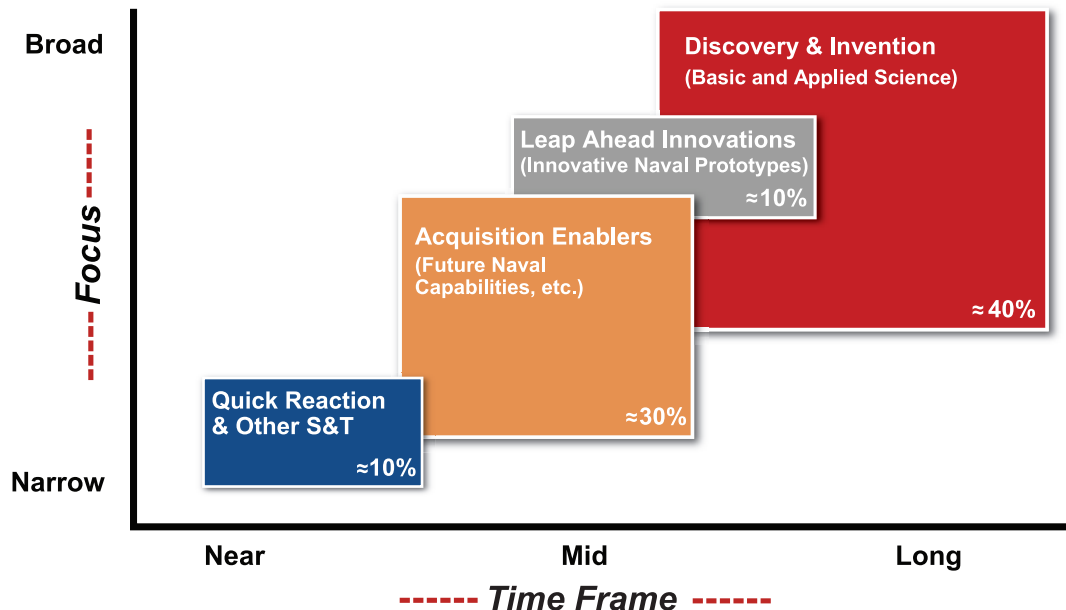 Broad
Focus
Narrow
Discovery & Invention
(Basic and Applied Science)
≈ 40%
Leap Ahead Innovations
(Innovative Naval Prototypes)
≈10%
Acquisition Enablers
(Future Naval
Capabilities, etc.)
≈30%
Quick Reaction
& Other S&T
≈10%
Near
Mid
Long
Time Frame